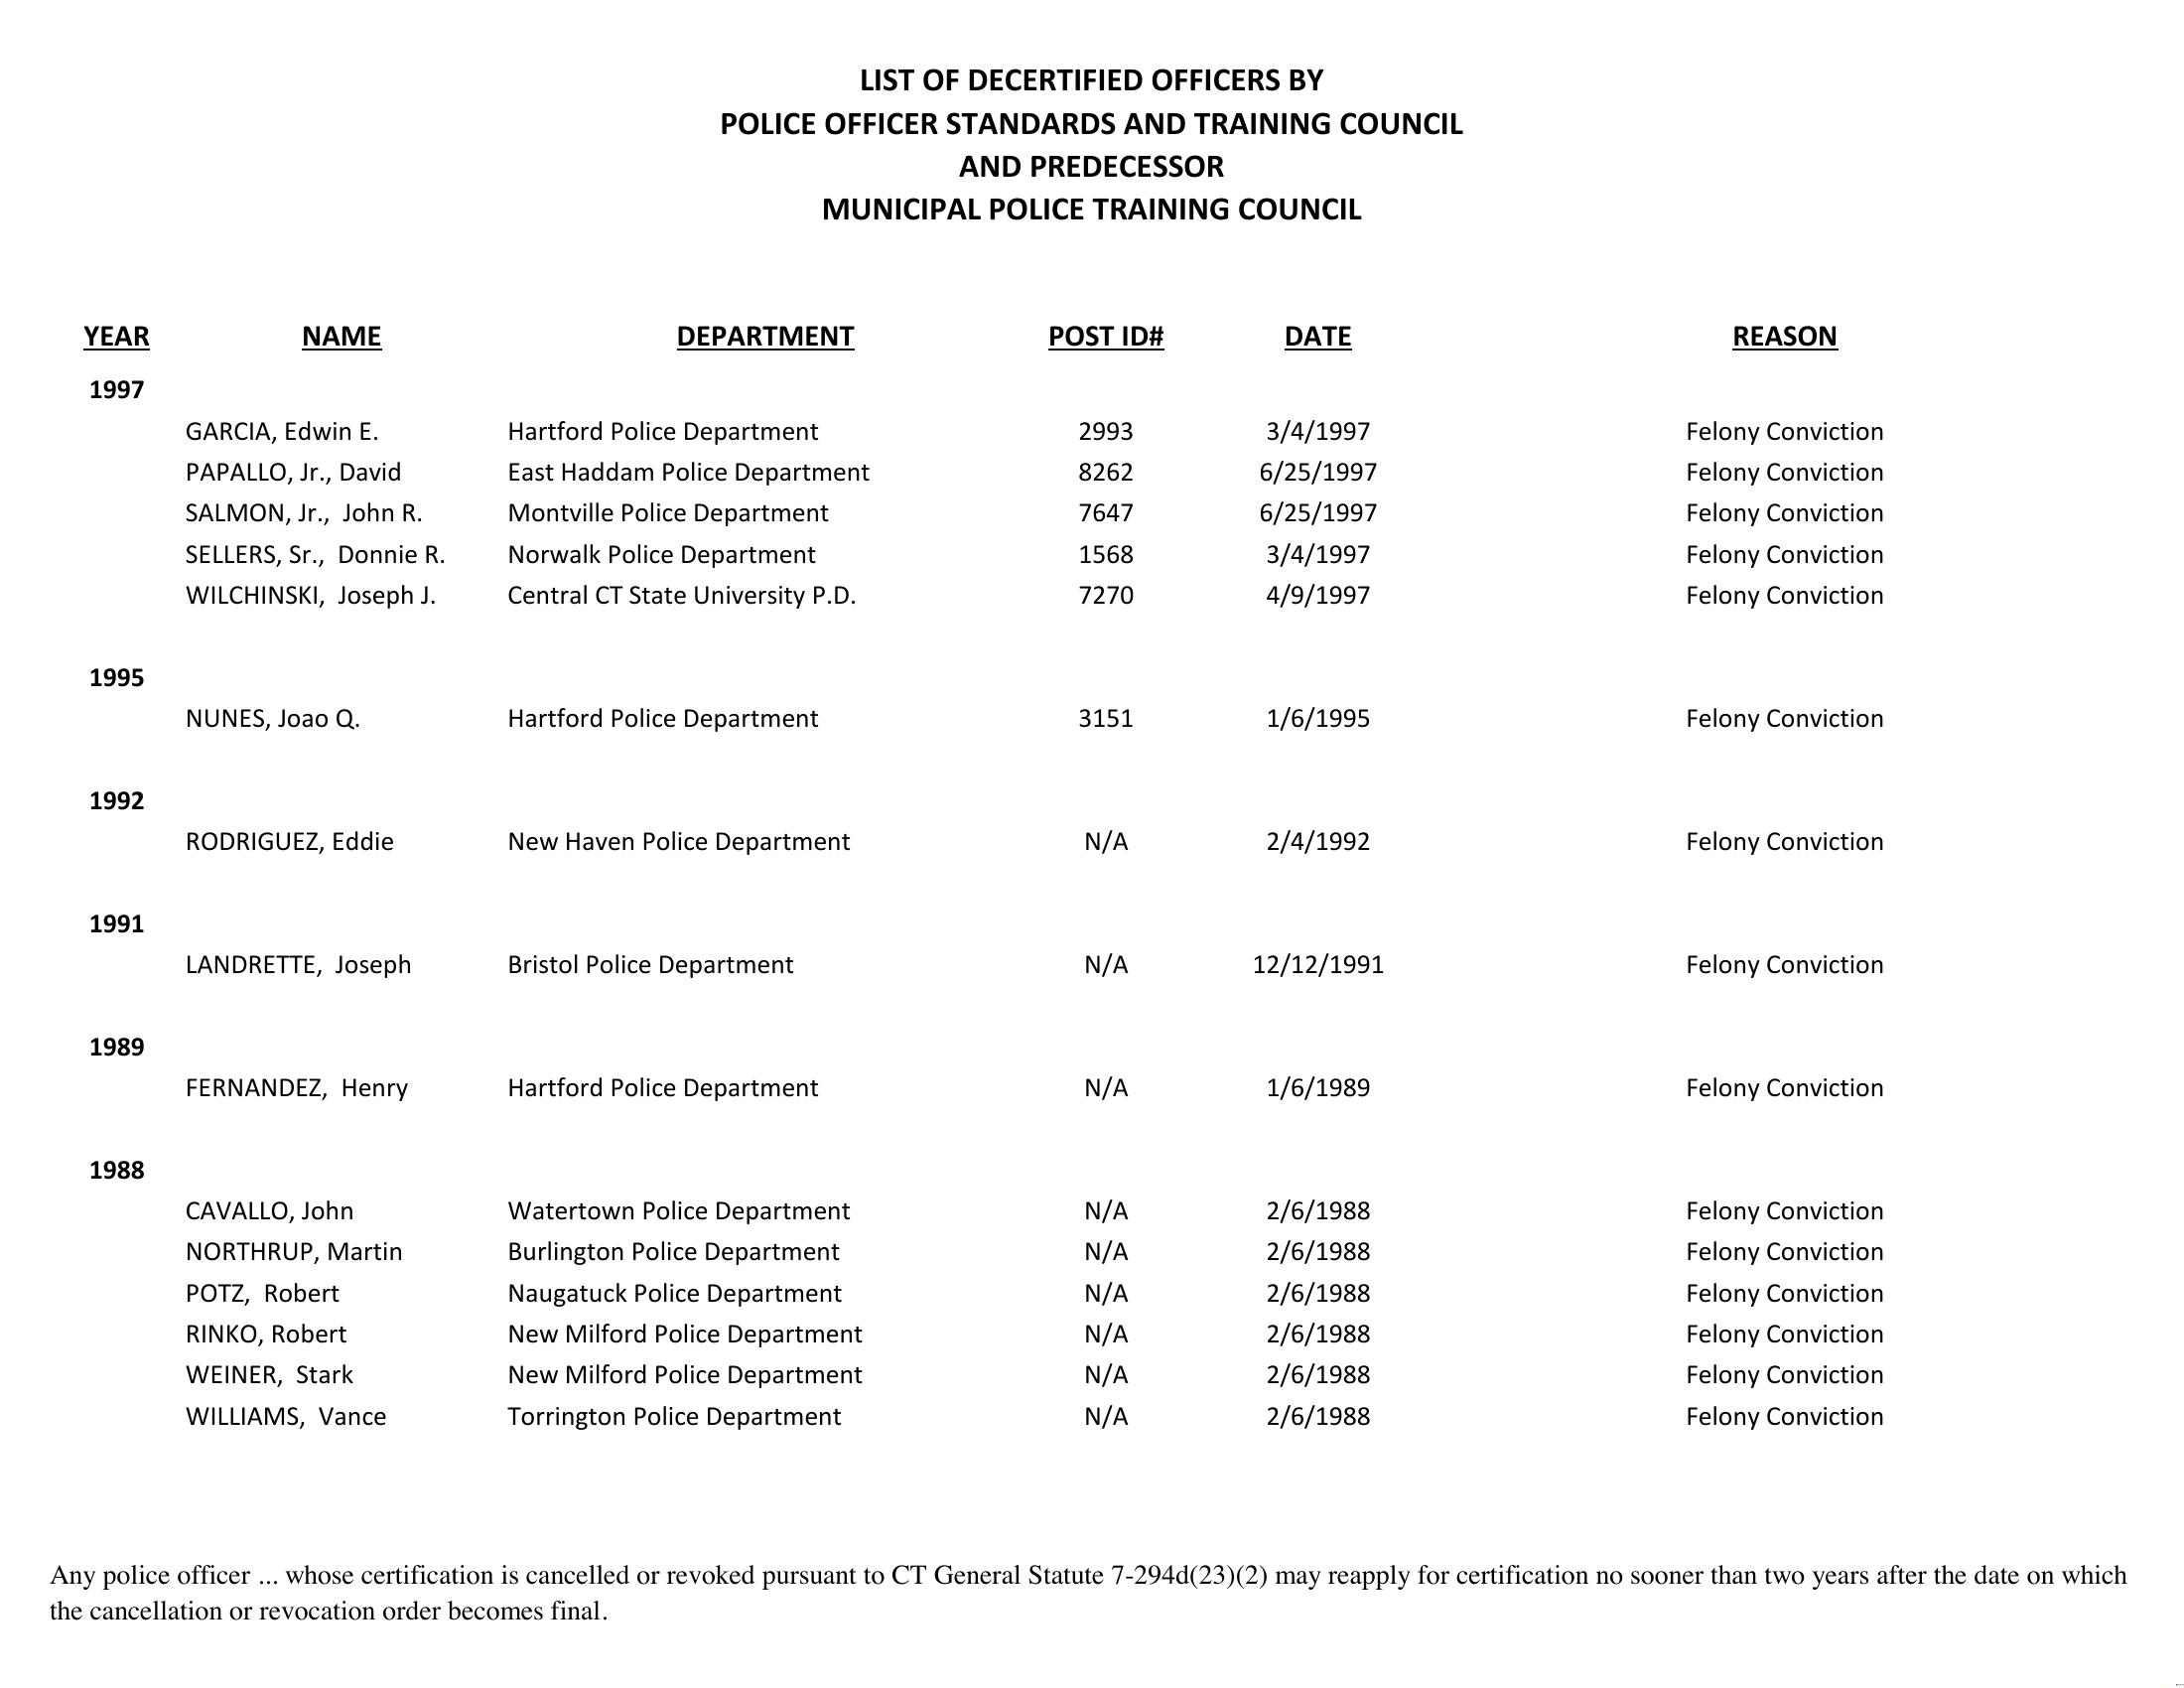 LIST OF DECERTIFIED OFFICERS BY
POLICE OFFICER STANDARDS AND TRAINING COUNCIL
AND PREDECESSOR
MUNICIPAL POLICE TRAINING COUNCIL
YEAR NAME DEPARTMENT POST ID# DATE REASON
1997
GARCIA, Edwin E. Hartford Police Department 2993 3/4/1997 Felony Conviction
PAPALLO, Jr., David East Haddam Police Department 8262 6/25/1997 Felony Conviction
SALMON, Jr., John R. Montville Police Department 7647 6/25/1997 Felony Conviction
SELLERS, Sr., Donnie R. Norwalk Police Department 1568 3/4/1997 Felony Conviction
WILCHINSKI, Joseph J. Central CT State University P.D. 7270 4/9/1997 Felony Conviction
1995
NUNES, Joao Q. Hartford Police Department 3151 1/6/1995 Felony Conviction
1992
RODRIGUEZ, Eddie New Haven Police Department N/A 2/4/1992 Felony Conviction
1991
LANDRETTE, Joseph Bristol Police Department N/A 12/12/1991 Felony Conviction
1989
FERNANDEZ, Henry Hartford Police Department N/A 1/6/1989 Felony Conviction
1988
CAVALLO, John Watertown Police Department N/A 2/6/1988 Felony Conviction
NORTHRUP, Martin Burlington Police Department N/A 2/6/1988 Felony Conviction
POTZ, Robert Naugatuck Police Department N/A 2/6/1988 Felony Conviction
RINKO, Robert New Milford Police Department N/A 2/6/1988 Felony Conviction
WEINER, Stark New Milford Police Department N/A 2/6/1988 Felony Conviction
WILLIAMS, Vance Torrington Police Department N/A 2/6/1988 Felony Conviction
Any police officer ... whose certification is cancelled or revoked pursuant to CT General Statute 7-294d(23)(2) may reapply for certification no sooner than two years after the date on which
the cancellation or revocation order becomes final.